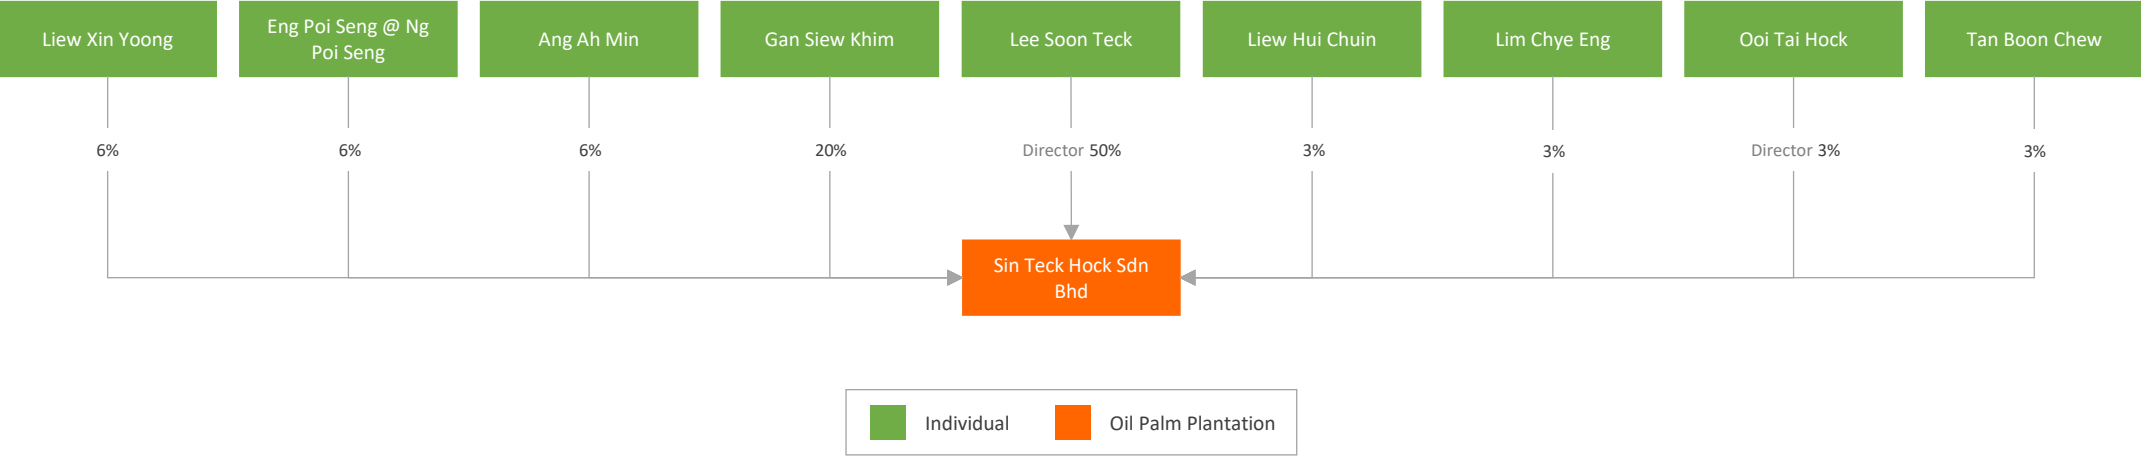 Liew Xin Yoong
Eng Poi Seng @ Ng
Poi Seng
Ang Ah Min
Gan Siew Khim
Lee Soon Teck
Liew Hui Chuin
Lim Chye Eng
Ooi Tai Hock
Tan Boon Chew
6%
6%
6%
20%
Director 50%
3%
3%
Director 3%
3%
Sin Teck Hock Sdn
Bhd
Individual
Oil Palm Plantation